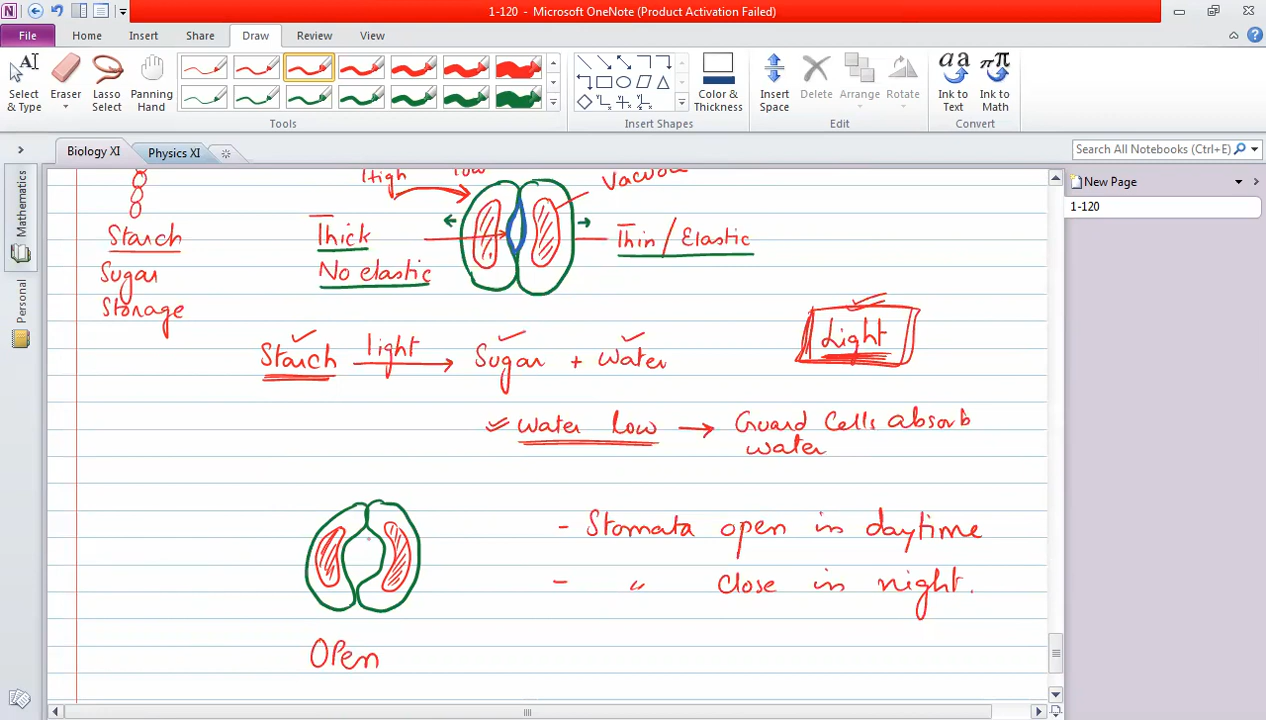 1-120 - Microsoft OneNote (Product Activation Failed)
File Home Insert Share Draw Review View
Select & Type
Eraser
Lasso Select
Panning Hand
Color & Thickness
Insert Space
Delete
Arrange
Rotate
Ink to Text
Ink to Math
Tools
Insert Shapes
Edit
Convert
Biology XI
Physics XI
Search All Notebooks (Ctrl+E)
Mathematics
Personal
New Page
1-120
High low
Thick
No elastic
Thin / Elastic
Starch
Sugar
Storage
Light
Starch light → Sugar + Water
Water low → Guard Cells absorb
water
- Stomata open in daytime
- " Close in night.
Open